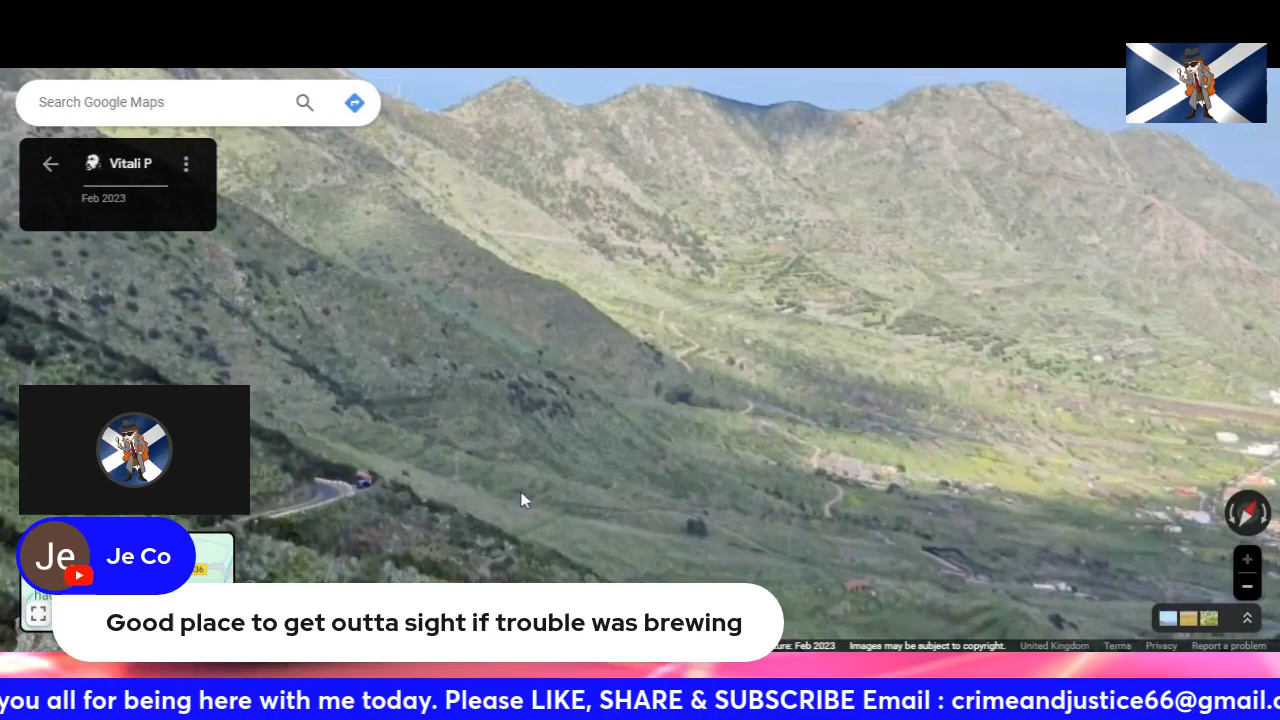 Search Google Maps
Vitali P
Feb 2023
Je Je Co
36
Good place to get outta sight if trouble was brewing
ture: Feb 2023 Images may be subject to copyright. United Kingdom Terms Privacy Report a problem
you all for being here with me today. Please LIKE, SHARE & SUBSCRIBE Email : crimeandjustice66@gmail.c